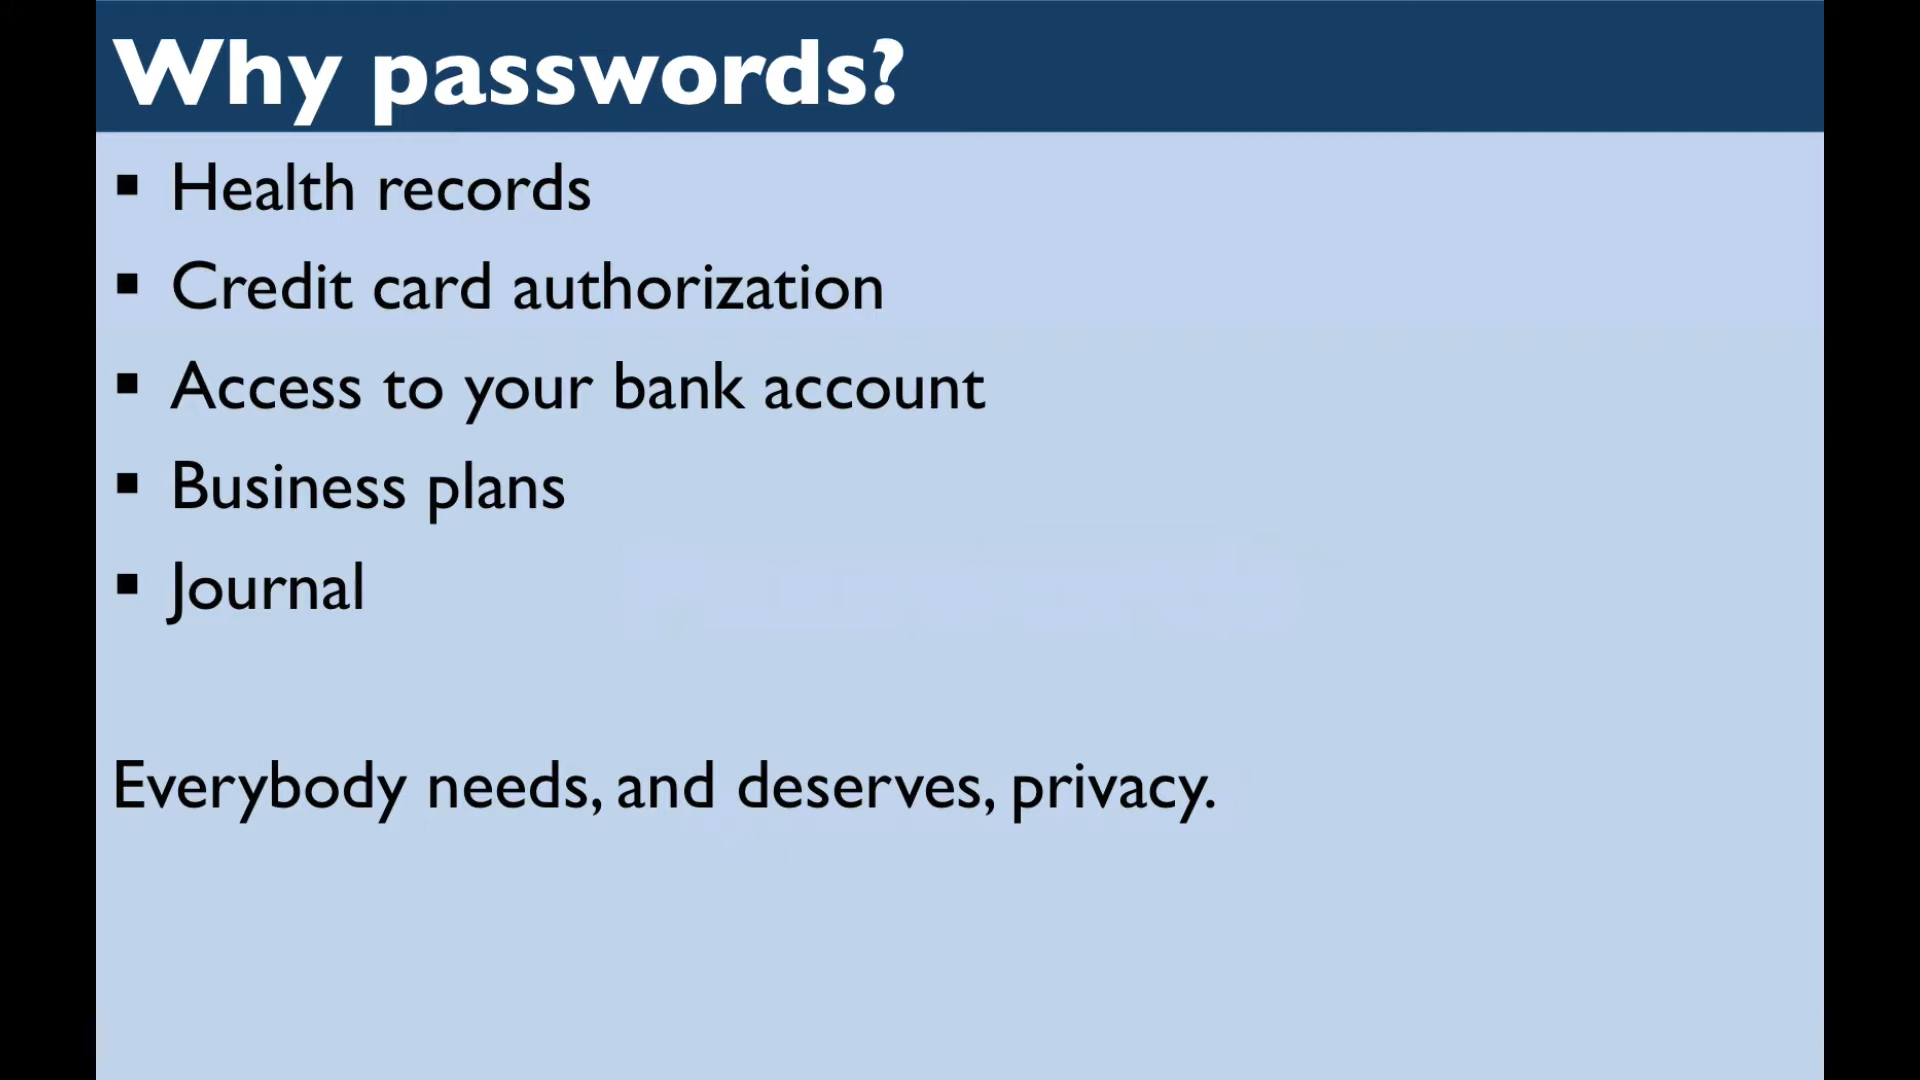 Why passwords?
▪ Health records
▪ Credit card authorization
▪ Access to your bank account
▪ Business plans
▪ Journal
Everybody needs, and deserves, privacy.